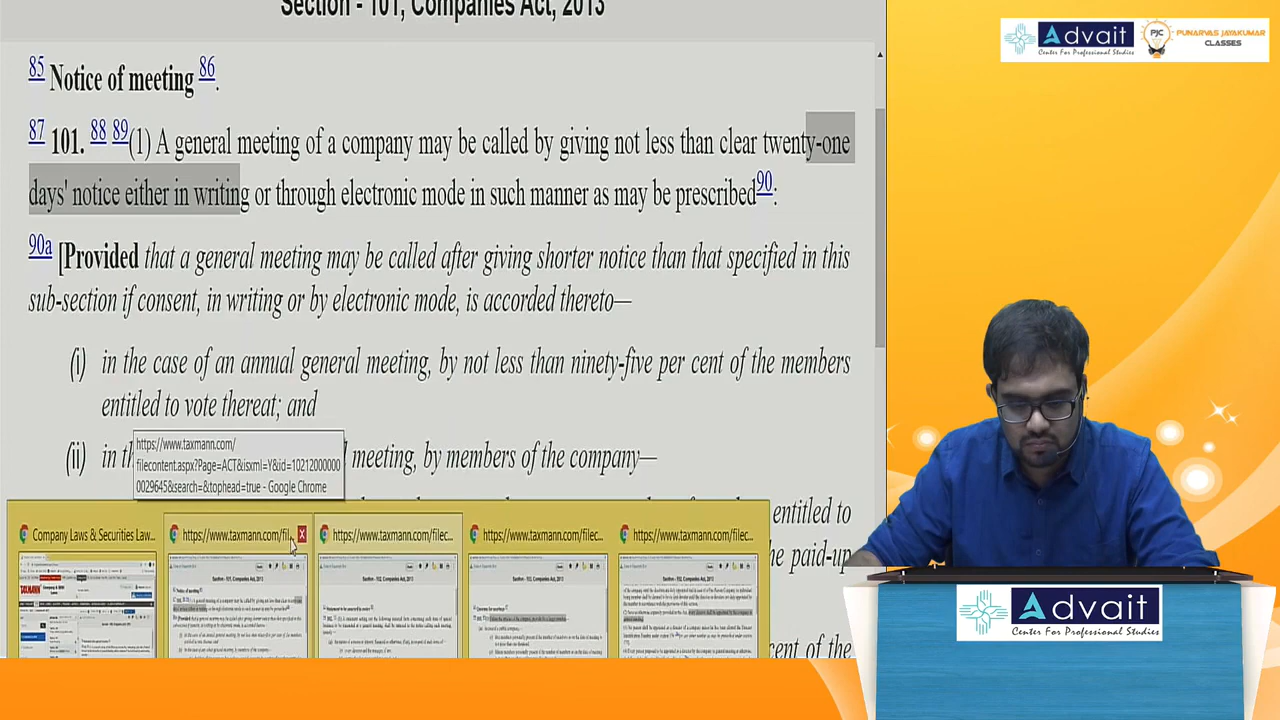 Section - 101, Companies Act, 2013
85 Notice of meeting 86.
87 101. 88 89(1) A general meeting of a company may be called by giving not less than clear twenty-one
days' notice either in writing or through electronic mode in such manner as may be prescribed90:
90a [Provided that a general meeting may be called after giving shorter notice than that specified in this
sub-section if consent, in writing or by electronic mode, is accorded thereto—
(i) in the case of an annual general meeting, by not less than ninety-five per cent of the members
entitled to vote thereat; and
(ii) in th meeting, by members of the company—
https://www.taxmann.com/
filecontent.aspx?Page=ACT&isxml=Y&id=10212000000
0029645&search=&tophead=true - Google Chrome
entitled to
he paid-up
cent of the
Company Laws & Securities Law...
https://www.taxmann.com/fil...
https://www.taxmann.com/filec...
https://www.taxmann.com/filec...
https://www.taxmann.com/filec...
Advait
Center For Professional Studies
PJC
PUNARVAS JAYAKUMAR
CLASSES
Advait
Center For Professional Studies